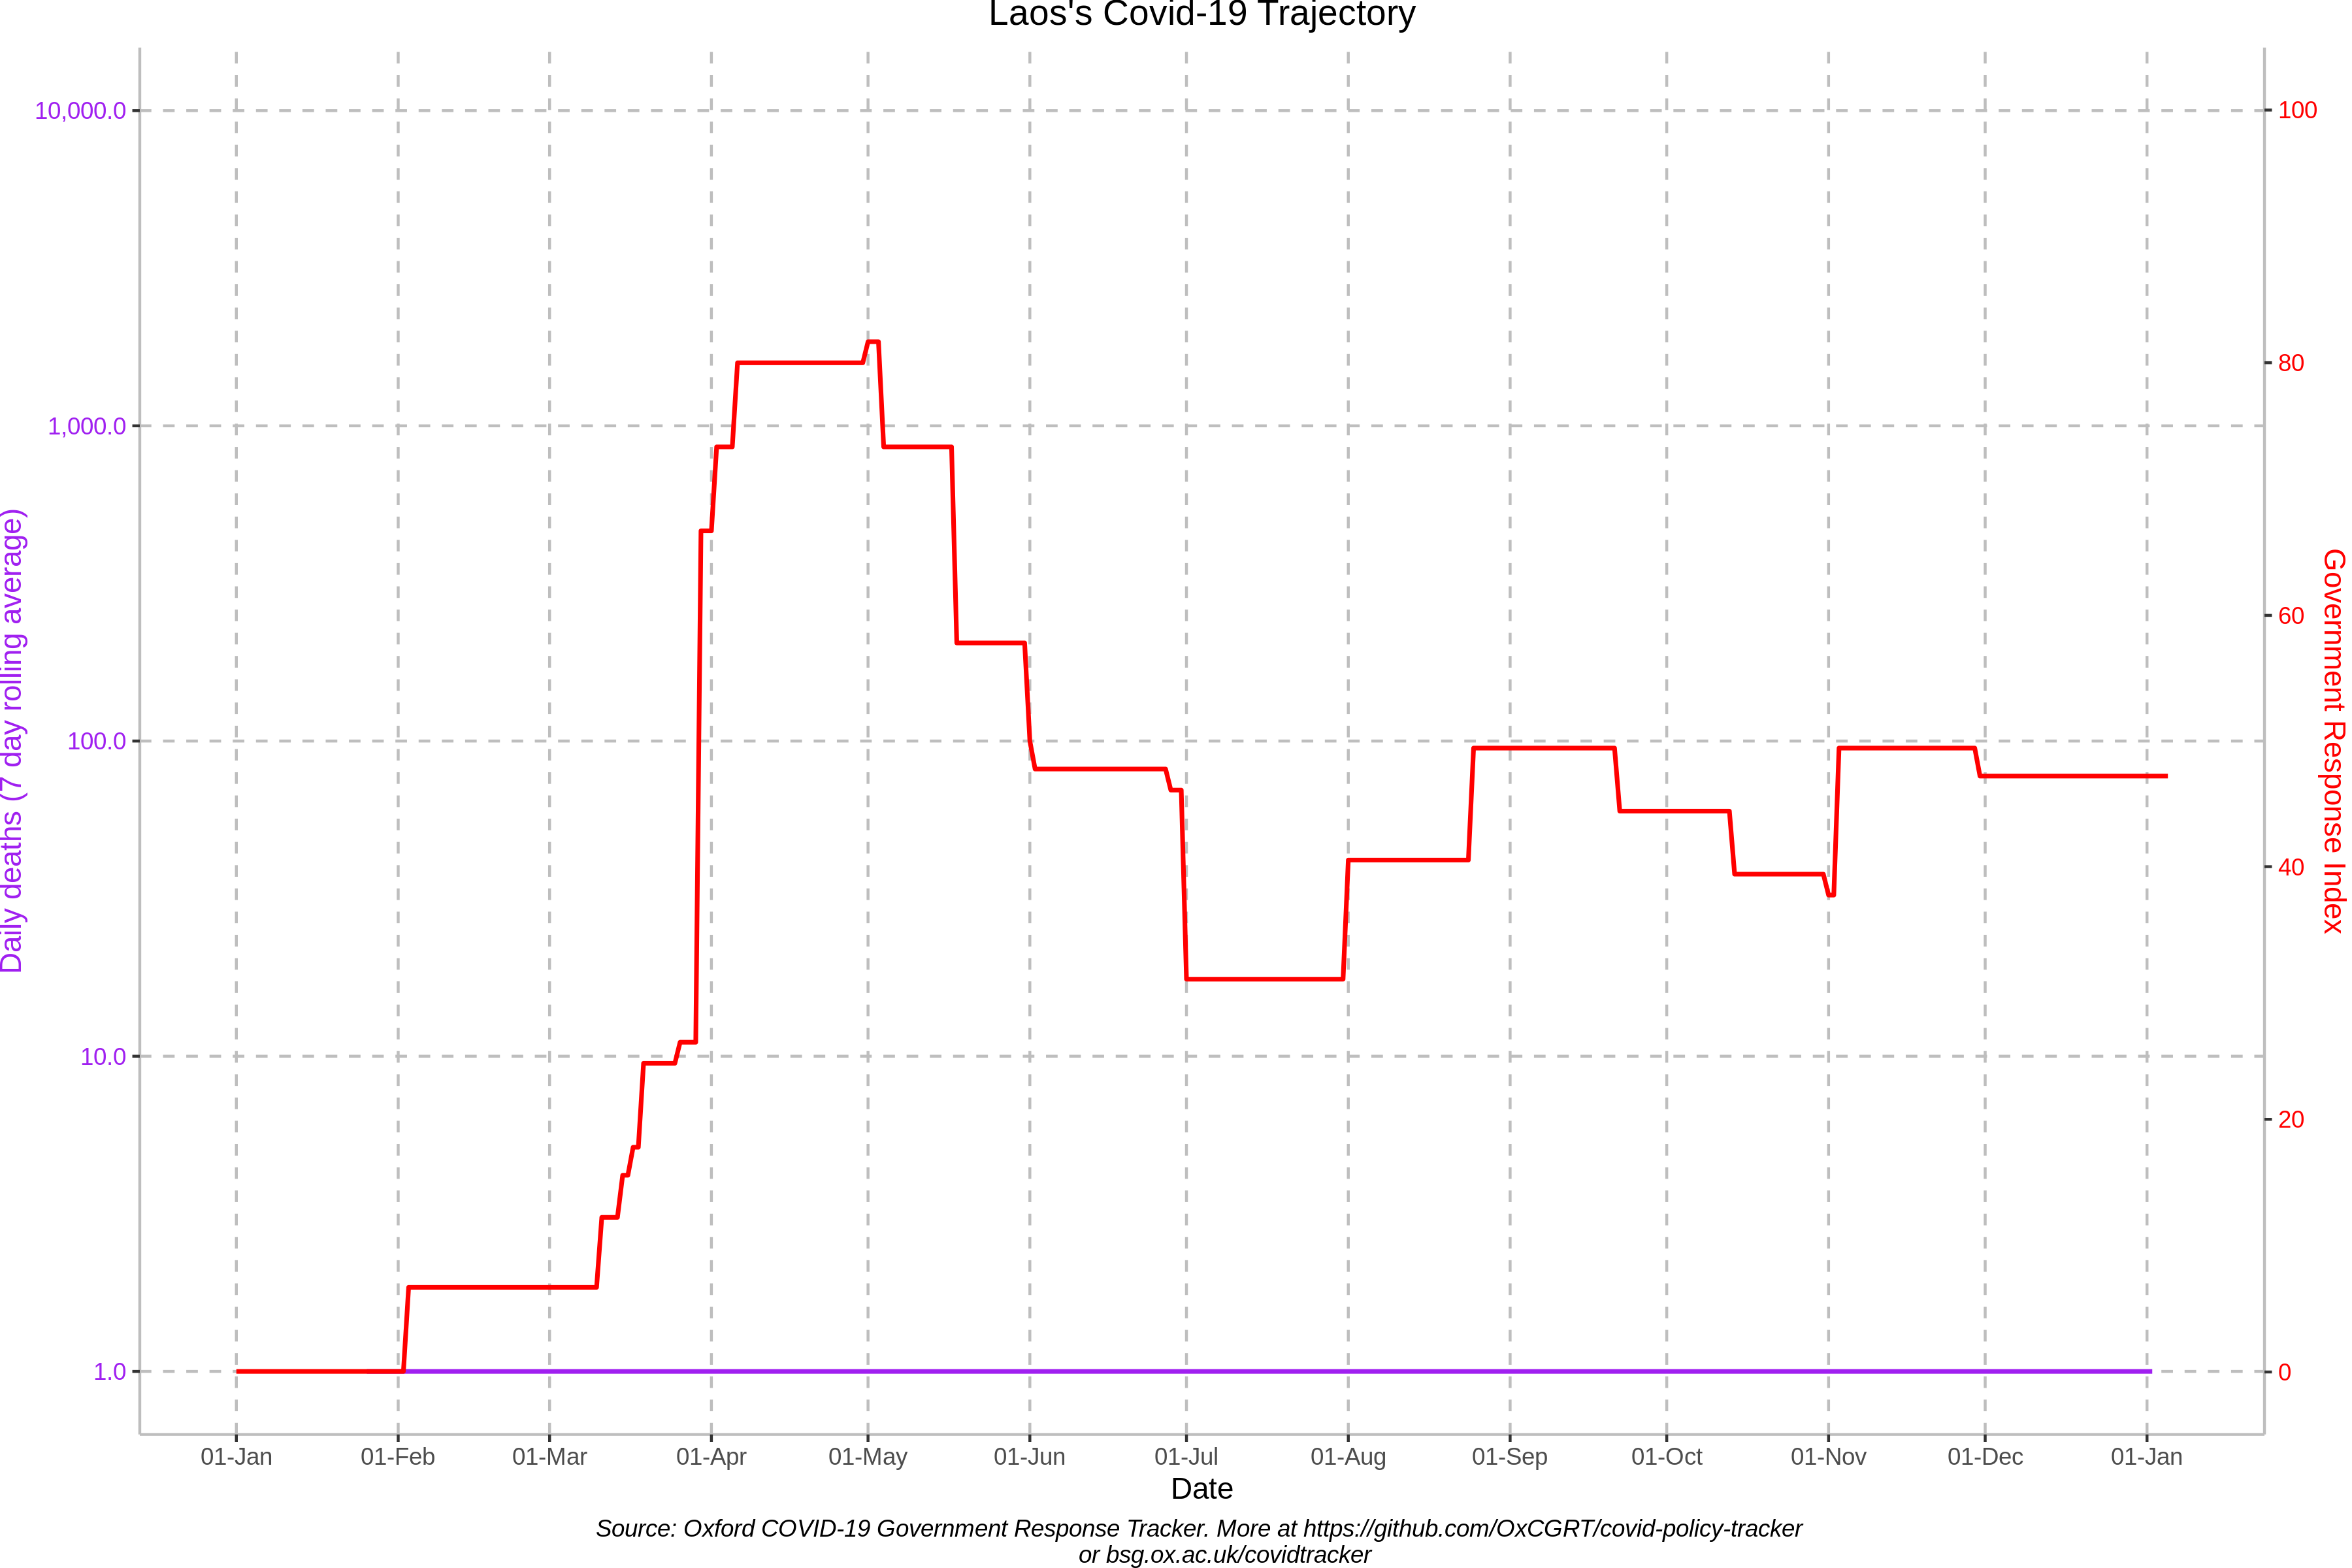 Laos's Covid-19 Trajectory
10,000.0
1,000.0
100.0
10.0
1.0
Daily deaths (7 day rolling average)
100
80
60
40
20
0
Government Response Index
01-Jan 01-Feb 01-Mar 01-Apr 01-May 01-Jun 01-Jul 01-Aug 01-Sep 01-Oct 01-Nov 01-Dec 01-Jan
Date
Source: Oxford COVID-19 Government Response Tracker. More at https://github.com/OxCGRT/covid-policy-tracker
or bsg.ox.ac.uk/covidtracker